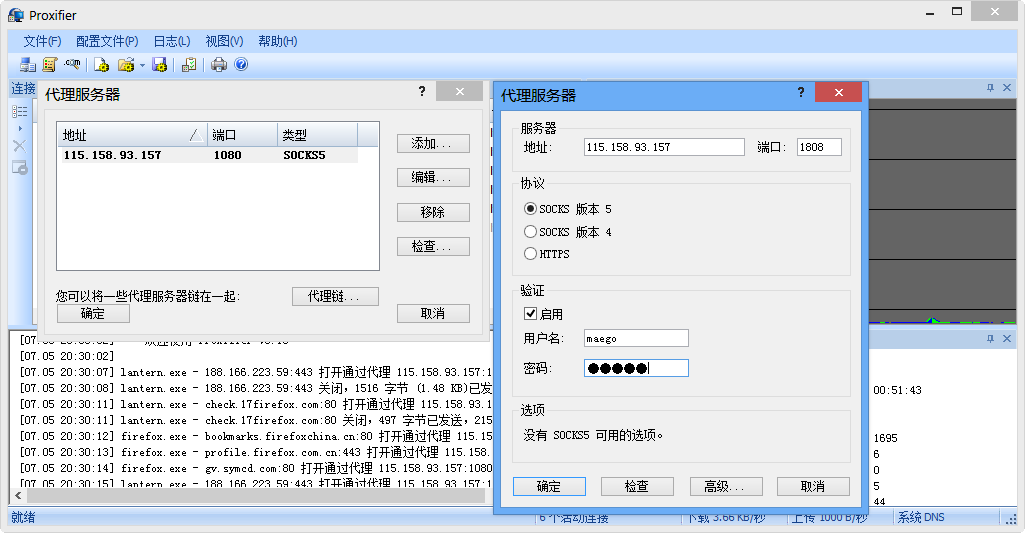 Proxifier
文件(F) 配置文件(P) 日志(L) 视图(V) 帮助(H)
.com
连接
代理服务器 ?
地址 端口 类型
115.158.93.157 1080 SOCKS5
添加...
编辑...
移除
检查...
您可以将一些代理服务器链在一起:
代理链...
确定
取消
代理服务器 ?
服务器
地址: 115.158.93.157 端口: 1808
协议
SOCKS 版本 5
SOCKS 版本 4
HTTPS
验证
启用
用户名: maego
密码: ●●●●●
选项
没有 SOCKS5 可用的选项。
确定 检查 高级... 取消
[07.05 20:30:02] 欢迎使用 Proxifier
[07.05 20:30:02]
[07.05 20:30:07] lantern.exe - 188.166.223.59:443 打开通过代理 115.158.93.157:1
[07.05 20:30:08] lantern.exe - 188.166.223.59:443 关闭，1516 字节 (1.48 KB)已发
[07.05 20:30:11] lantern.exe - check.17firefox.com:80 打开通过代理 115.158.93.1
[07.05 20:30:11] lantern.exe - check.17firefox.com:80 关闭，497 字节已发送，215
[07.05 20:30:12] firefox.exe - bookmarks.firefoxchina.cn:80 打开通过代理 115.15
[07.05 20:30:13] firefox.exe - profile.firefox.com.cn:443 打开通过代理 115.158.
[07.05 20:30:14] firefox.exe - gv.symcd.com:80 打开通过代理 115.158.93.157:1080
[07.05 20:30:15] lantern.exe - 188.166.223.59:443 打开通过代理 115.158.93.157:1
00:51:43
1695
6
0
5
44
就绪 6 个活动连接 下载 3.66 KB/秒 上传 1000 B/秒 系统 DNS